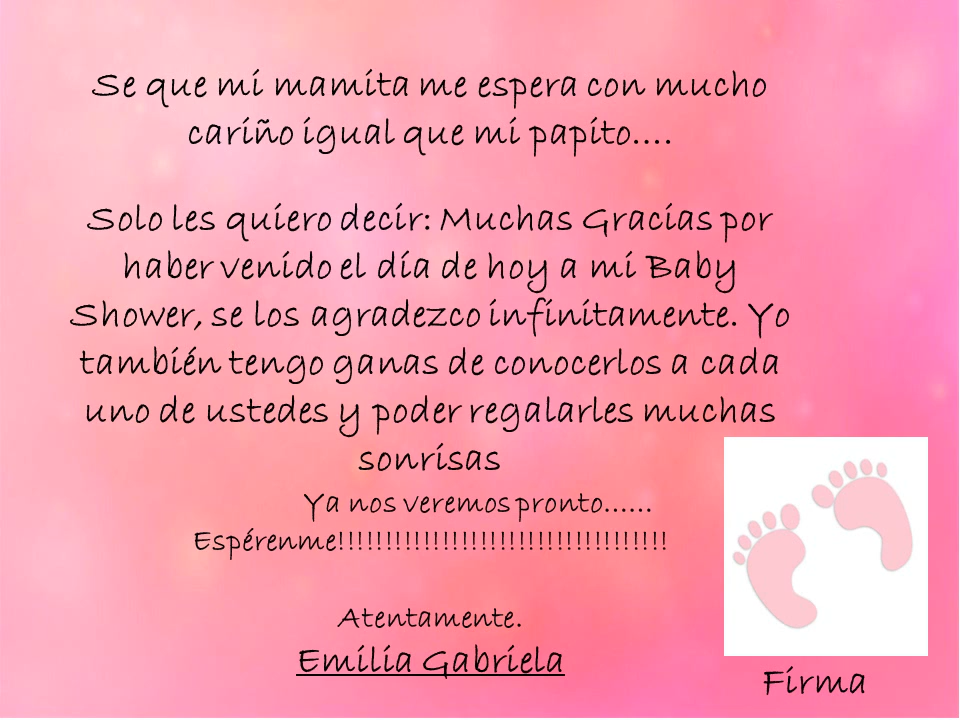 Se que mi mamita me espera con mucho
cariño igual que mi papito....
Solo les quiero decir: Muchas Gracias por
haber venido el día de hoy a mi Baby
Shower, se los agradezco infinitamente. Yo
también tengo ganas de conocerlos a cada
uno de ustedes y poder regalarles muchas
sonrisas
Ya nos veremos pronto......
Espérenme!!!!!!!!!!!!!!!!!!!!!!!!!!!!!!!!!!!
Atentamente.
Emilia Gabriela
Firma